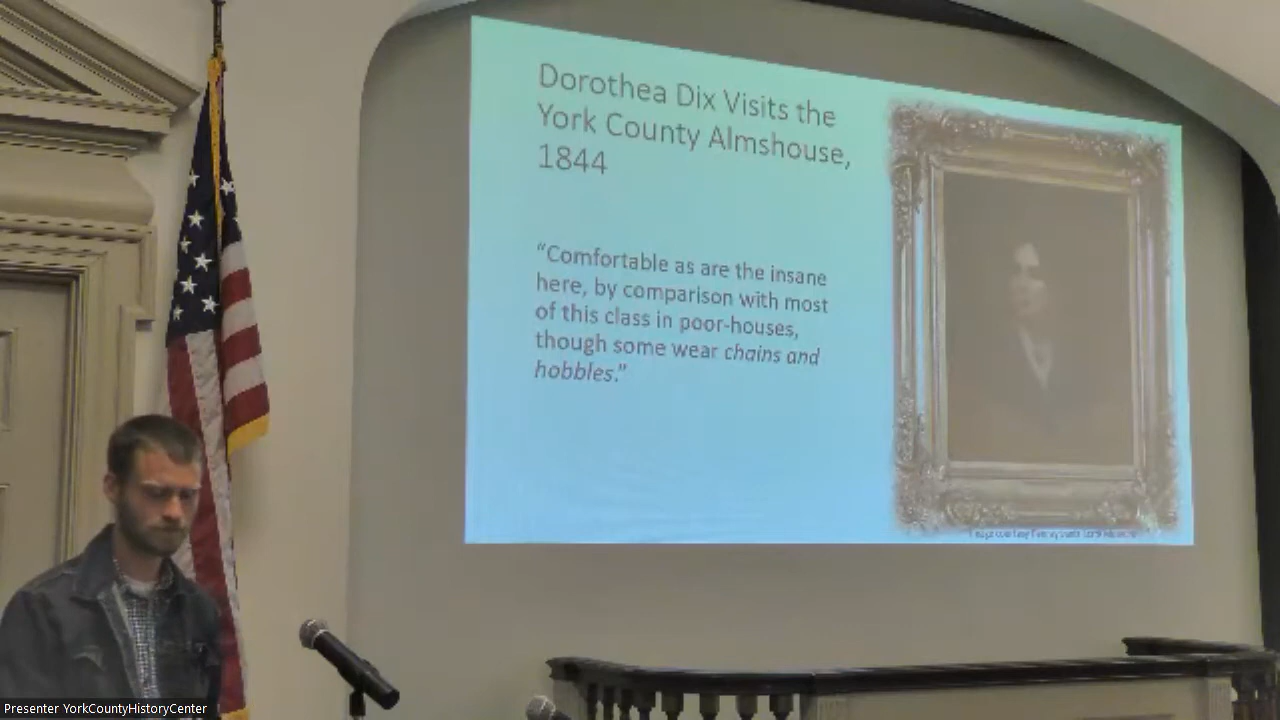 Dorothea Dix Visits the
York County Almshouse,
1844
“Comfortable as are the insane
here, by comparison with most
of this class in poor-houses,
though some wear chains and
hobbles.”
Presenter YorkCountyHistoryCenter